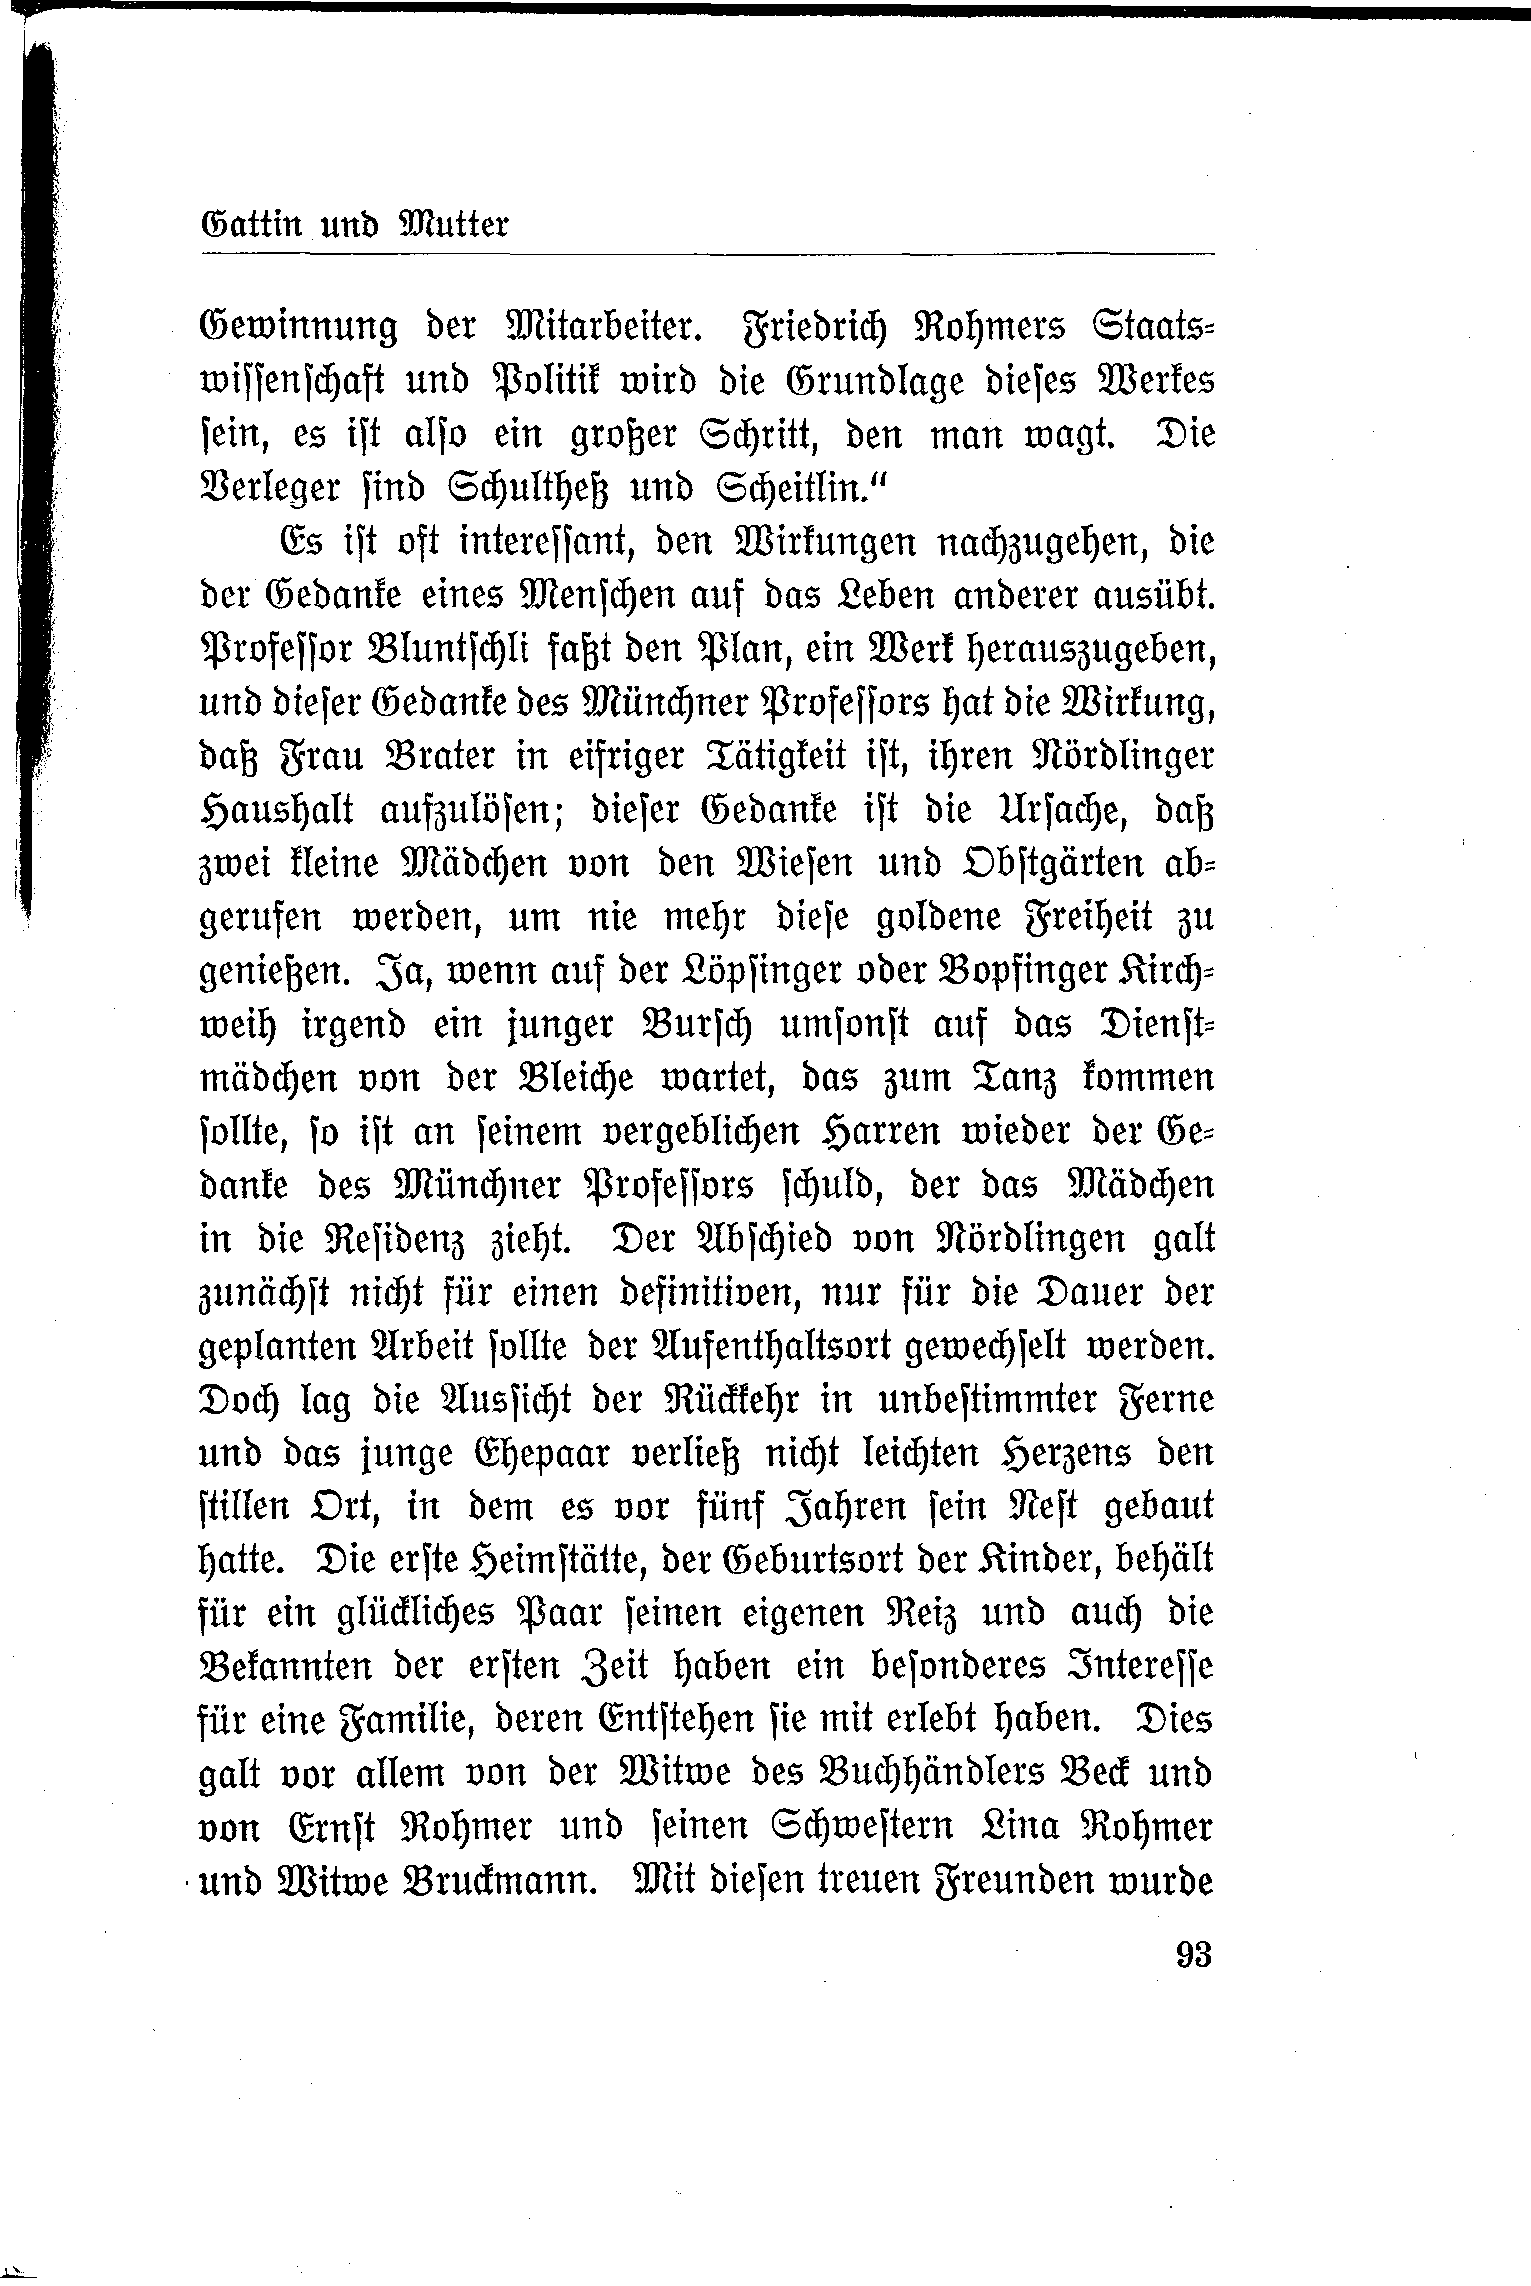 Gattin und Mutter
Gewinnung der Mitarbeiter. Friedrich Rohmers Staats-
wissenschaft und Politik wird die Grundlage dieses Werkes
sein, es ist also ein großer Schritt, den man wagt. Die
Verleger sind Schultheß und Scheitlin.“
Es ist oft interessant, den Wirkungen nachzugehen, die
der Gedanke eines Menschen auf das Leben anderer ausübt.
Professor Bluntschli faßt den Plan, ein Werk herauszugeben,
und dieser Gedanke des Münchner Professors hat die Wirkung,
daß Frau Brater in eifriger Tätigkeit ist, ihren Nördlinger
Haushalt aufzulösen; dieser Gedanke ist die Ursache, daß
zwei kleine Mädchen von den Wiesen und Obstgärten ab-
gerufen werden, um nie mehr diese goldene Freiheit zu
genießen. Ja, wenn auf der Löpsinger oder Bopfinger Kirch-
weih irgend ein junger Bursch umsonst auf das Dienst-
mädchen von der Bleiche wartet, das zum Tanz kommen
sollte, so ist an seinem vergeblichen Harren wieder der Ge-
danke des Münchner Professors schuld, der das Mädchen
in die Residenz zieht. Der Abschied von Nördlingen galt
zunächst nicht für einen definitiven, nur für die Dauer der
geplanten Arbeit sollte der Aufenthaltsort gewechselt werden.
Doch lag die Aussicht der Rückkehr in unbestimmter Ferne
und das junge Ehepaar verließ nicht leichten Herzens den
stillen Ort, in dem es vor fünf Jahren sein Nest gebaut
hatte. Die erste Heimstätte, der Geburtsort der Kinder, behält
für ein glückliches Paar seinen eigenen Reiz und auch die
Bekannten der ersten Zeit haben ein besonderes Interesse
für eine Familie, deren Entstehen sie mit erlebt haben. Dies
galt vor allem von der Witwe des Buchhändlers Beck und
von Ernst Rohmer und seinen Schwestern Lina Rohmer
und Witwe Bruckmann. Mit diesen treuen Freunden wurde
93